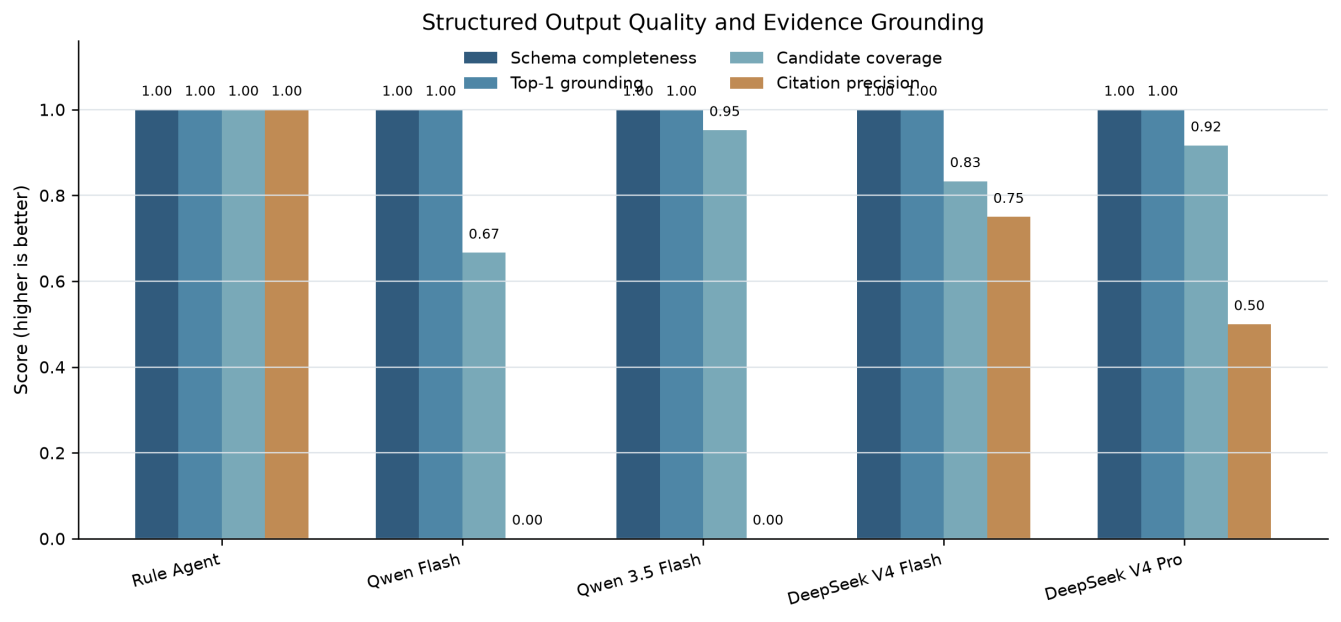 Structured Output Quality and Evidence Grounding
Schema completeness
Candidate coverage
Top-1 grounding
Citation precision
1.00 1.00 1.00 1.00
1.00 1.00
1.00 1.00
1.00 1.00
1.00 1.00
0.95
0.92
0.83
0.75
0.67
0.50
0.00
0.00
Score (higher is better)
1.0
0.8
0.6
0.4
0.2
0.0
Rule Agent
Qwen Flash
Qwen 3.5 Flash
DeepSeek V4 Flash
DeepSeek V4 Pro